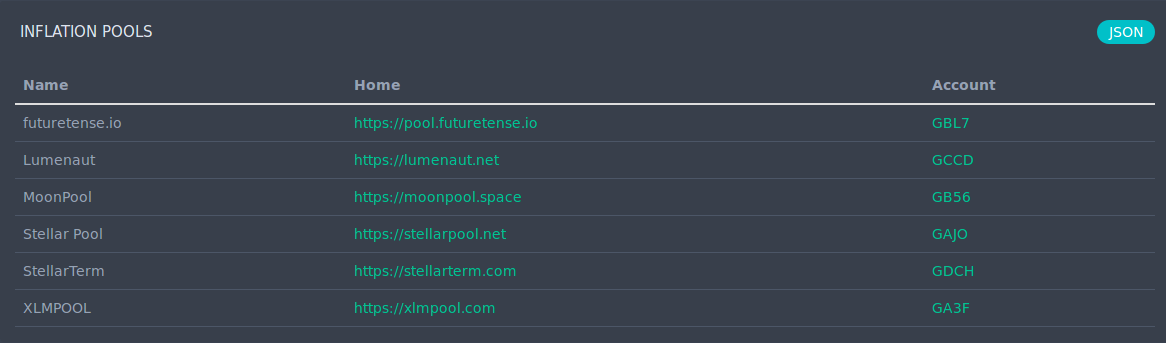 INFLATION POOLS JSON
Name Home Account
futuretense.io https://pool.futuretense.io GBL7
Lumenaut https://lumenaut.net GCCD
MoonPool https://moonpool.space GB56
Stellar Pool https://stellarpool.net GAJO
StellarTerm https://stellarterm.com GDCH
XLMPOOL https://xlmpool.com GA3F